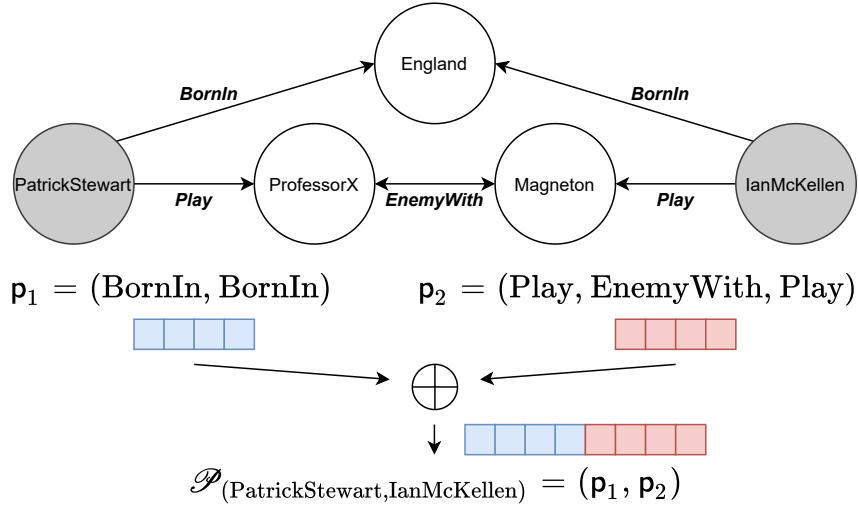 England
BornIn BornIn
PatrickStewart ProfessorX Magneton IanMcKellen
Play EnemyWith Play
p₁ = (BornIn, BornIn) p₂ = (Play, EnemyWith, Play)
𝒫(PatrickStewart,IanMcKellen) = (p₁, p₂)